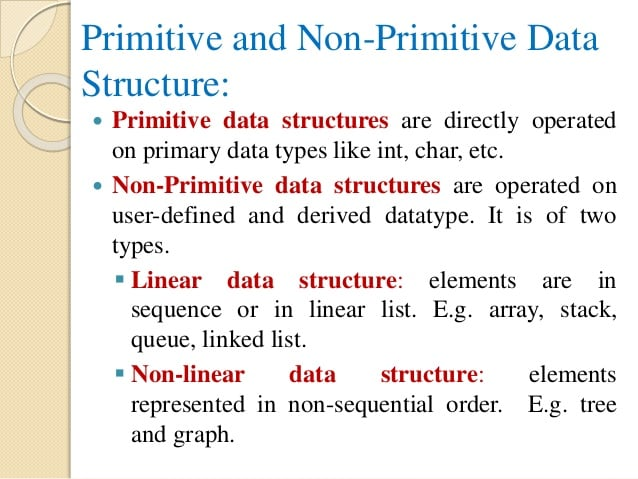 Primitive and Non-Primitive Data
Structure:
• Primitive data structures are directly operated
on primary data types like int, char, etc.
• Non-Primitive data structures are operated on
user-defined and derived datatype. It is of two
types.
▪ Linear data structure: elements are in
sequence or in linear list. E.g. array, stack,
queue, linked list.
▪ Non-linear data structure: elements
represented in non-sequential order. E.g. tree
and graph.